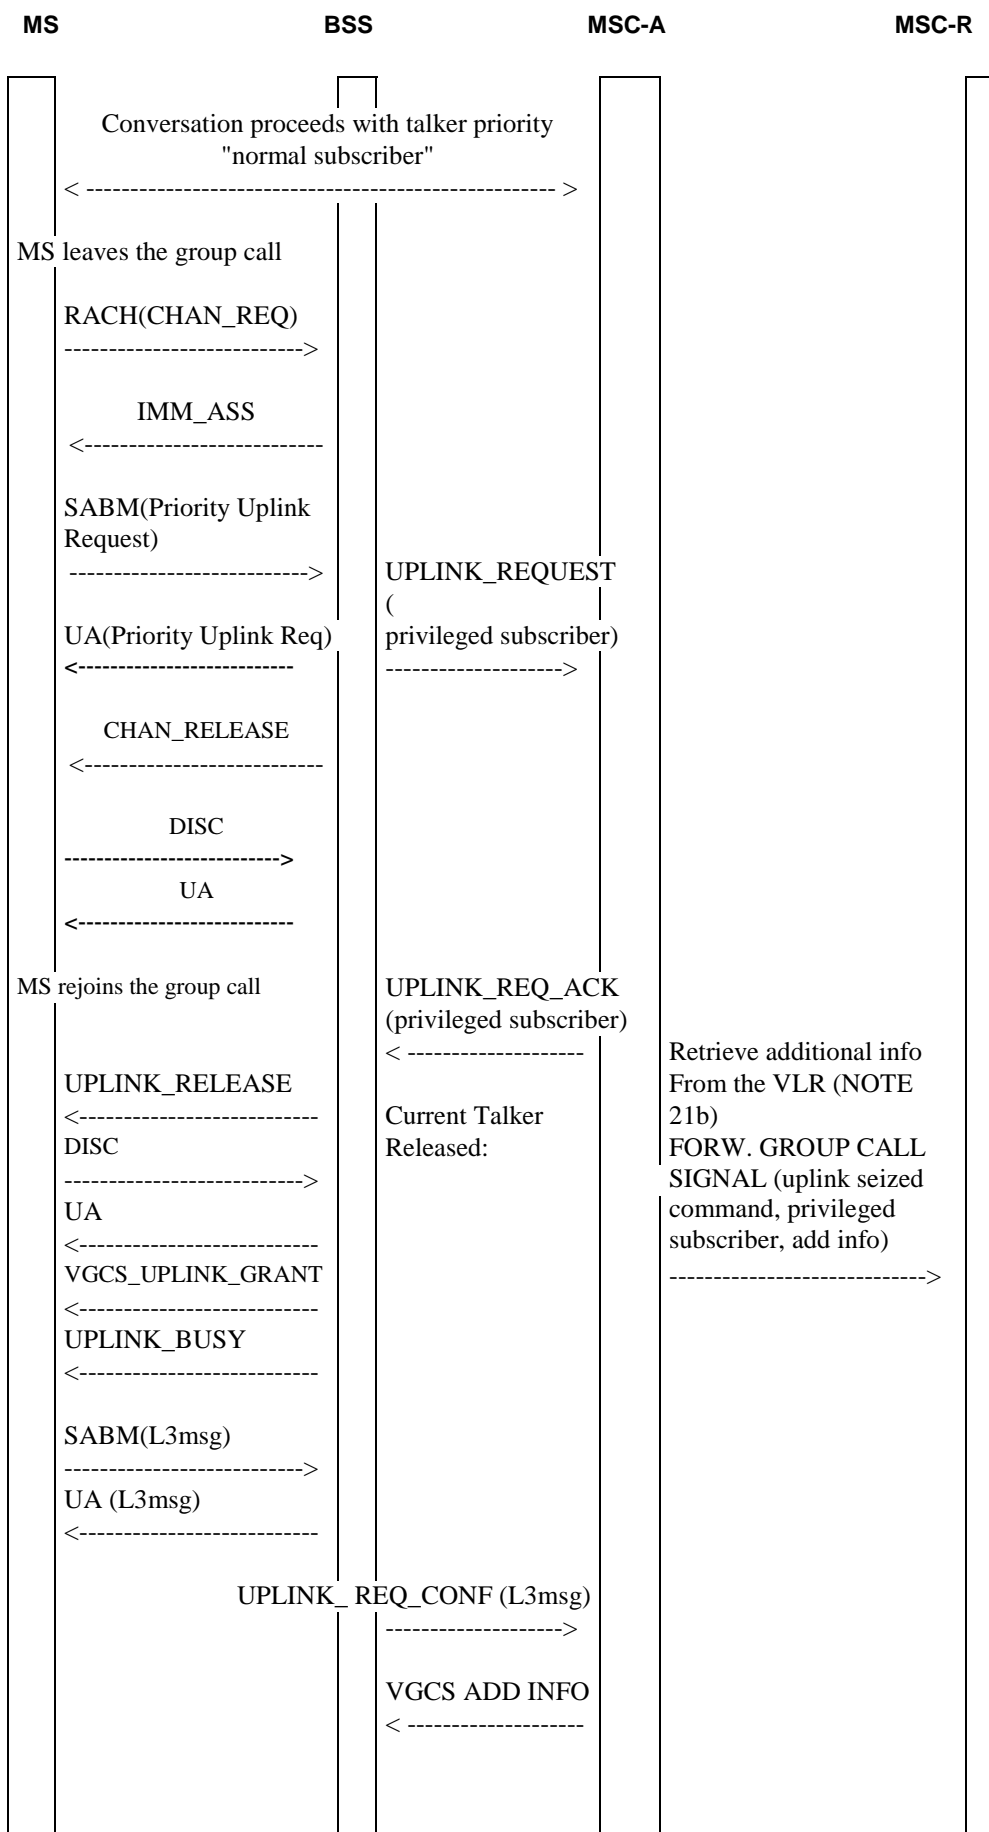 MS BSS MSC-A MSC-R
Conversation proceeds with talker priority
"normal subscriber"
< ----------------------------------------------------- >
MS leaves the group call
RACH(CHAN_REQ)
--------------------------->
IMM_ASS
<---------------------------
SABM(Priority Uplink
Request)
--------------------------->
UPLINK_REQUEST
(
privileged subscriber)
-------------------->
UA(Priority Uplink Req)
<---------------------------
CHAN_RELEASE
<---------------------------
DISC
--------------------------->
UA
<---------------------------
MS rejoins the group call
UPLINK_REQ_ACK
(privileged subscriber)
< --------------------
Retrieve additional info
From the VLR (NOTE
21b)
FORW. GROUP CALL
SIGNAL (uplink seized
command, privileged
subscriber, add info)
----------------------------->
UPLINK_RELEASE
<---------------------------
Current Talker
Released:
DISC
--------------------------->
UA
<---------------------------
VGCS_UPLINK_GRANT
<---------------------------
UPLINK_BUSY
<---------------------------
SABM(L3msg)
--------------------------->
UA (L3msg)
<---------------------------
UPLINK_ REQ_CONF (L3msg)
-------------------->
VGCS ADD INFO
< --------------------